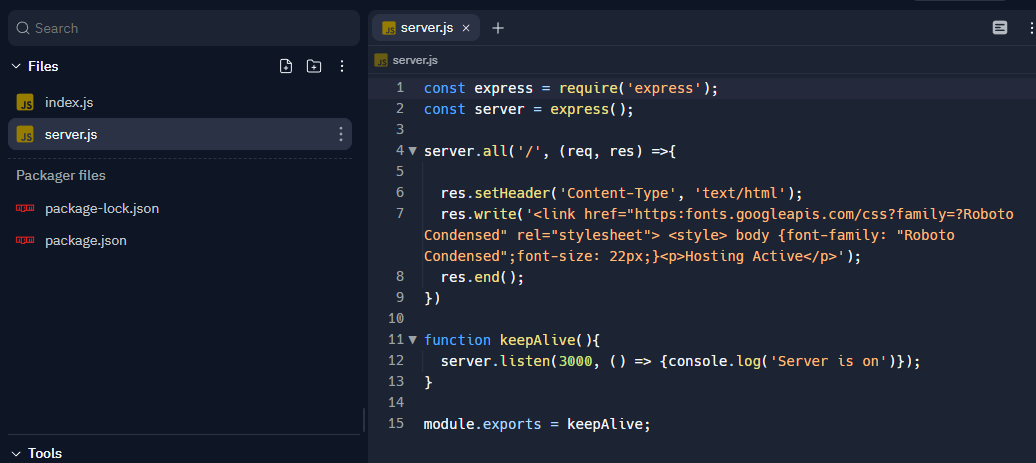 Search
Files
JS index.js
JS server.js
Packager files
npm package-lock.json
npm package.json
Tools
JS server.js × +
JS server.js
1 const express = require('express');
2 const server = express();
3
4 server.all('/', (req, res) =>{
5
6 res.setHeader('Content-Type', 'text/html');
7 res.write('<link href="https:fonts.googleapis.com/css?family=?Roboto
Condensed" rel="stylesheet"> <style> body {font-family: "Roboto
Condensed";font-size: 22px;}<p>Hosting Active</p>');
8 res.end();
9 })
10
11 function keepAlive(){
12 server.listen(3000, () => {console.log('Server is on')});
13 }
14
15 module.exports = keepAlive;